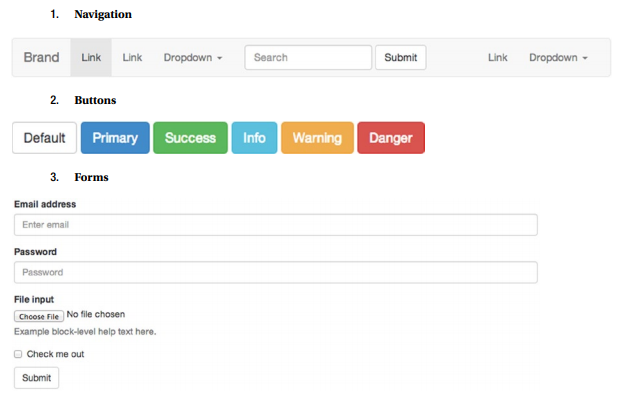 1. Navigation
Brand Link Link Dropdown Search Submit Link Dropdown
2. Buttons
Default Primary Success Info Warning Danger
3. Forms
Email address
Enter email
Password
Password
File input
Choose File No file chosen
Example block-level help text here.
Check me out
Submit